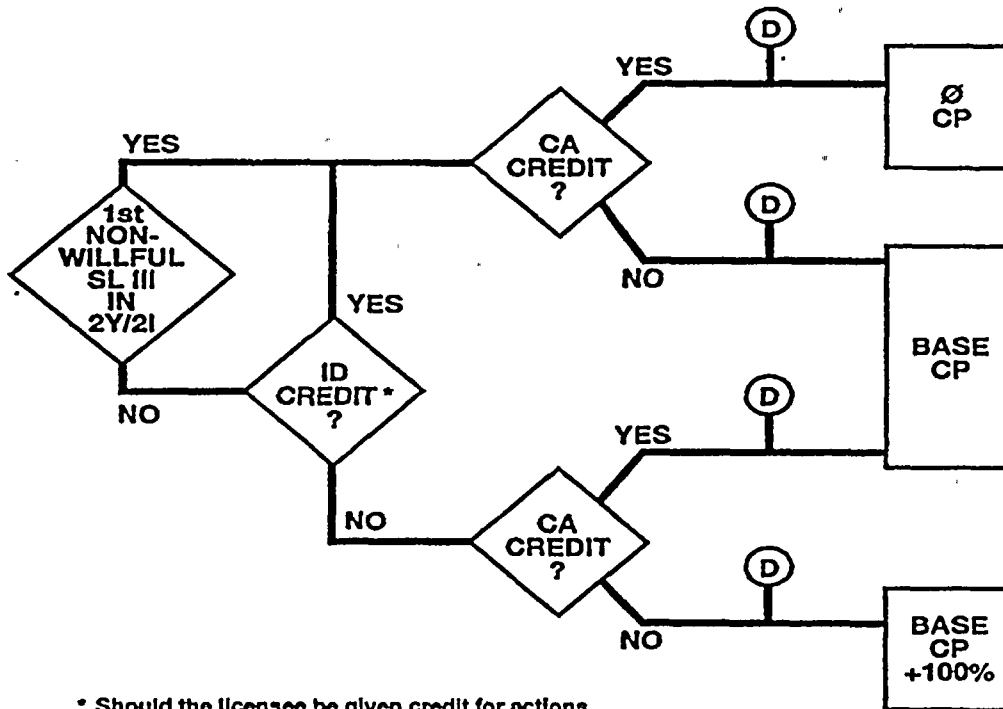 D
YES
Ø
CP
CA
CREDIT
?
YES
D
1st
NON-
WILLFUL
SL III
IN
2Y/2I
NO
YES
BASE
CP
ID
CREDIT *
?
D
NO
YES
NO
CA
CREDIT
?
D
NO
BASE
CP
+100%
* Should the licensee be given credit for actions